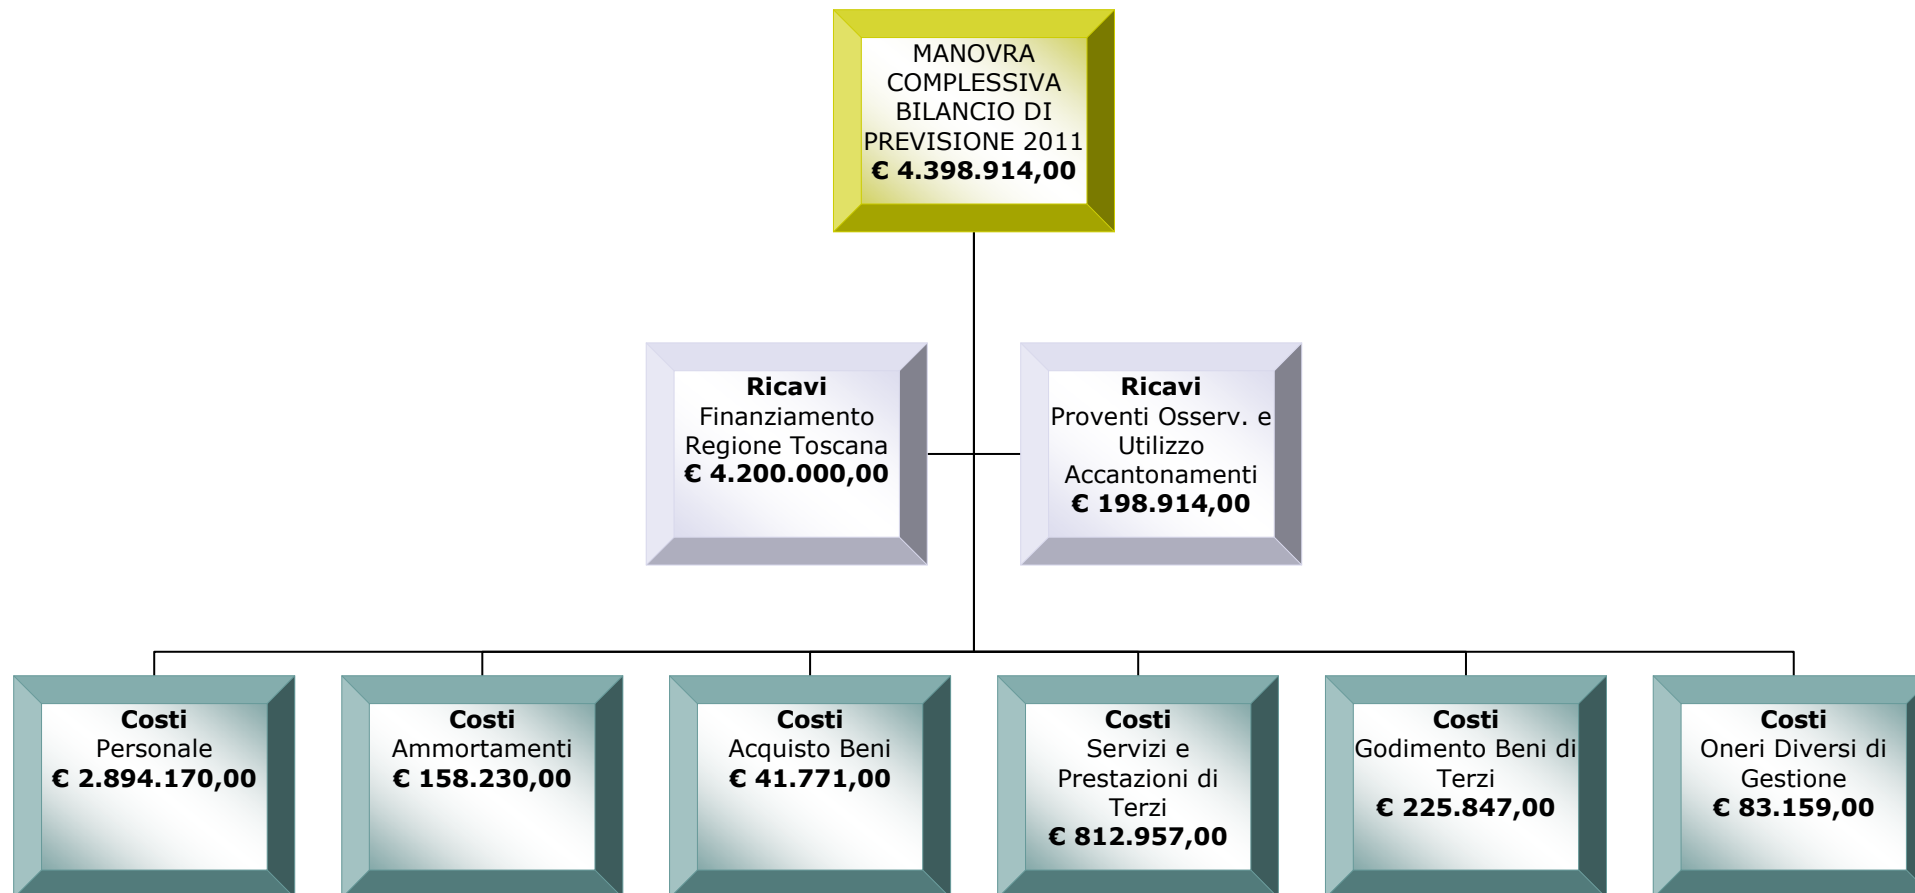 MANOVRA
COMPLESSIVA
BILANCIO DI
PREVISIONE 2011
€ 4.398.914,00
Ricavi
Finanziamento
Regione Toscana
€ 4.200.000,00
Ricavi
Proventi Osserv. e
Utilizzo
Accantonamenti
€ 198.914,00
Costi
Personale
€ 2.894.170,00
Costi
Ammortamenti
€ 158.230,00
Costi
Acquisto Beni
€ 41.771,00
Costi
Servizi e
Prestazioni di
Terzi
€ 812.957,00
Costi
Godimento Beni di
Terzi
€ 225.847,00
Costi
Oneri Diversi di
Gestione
€ 83.159,00